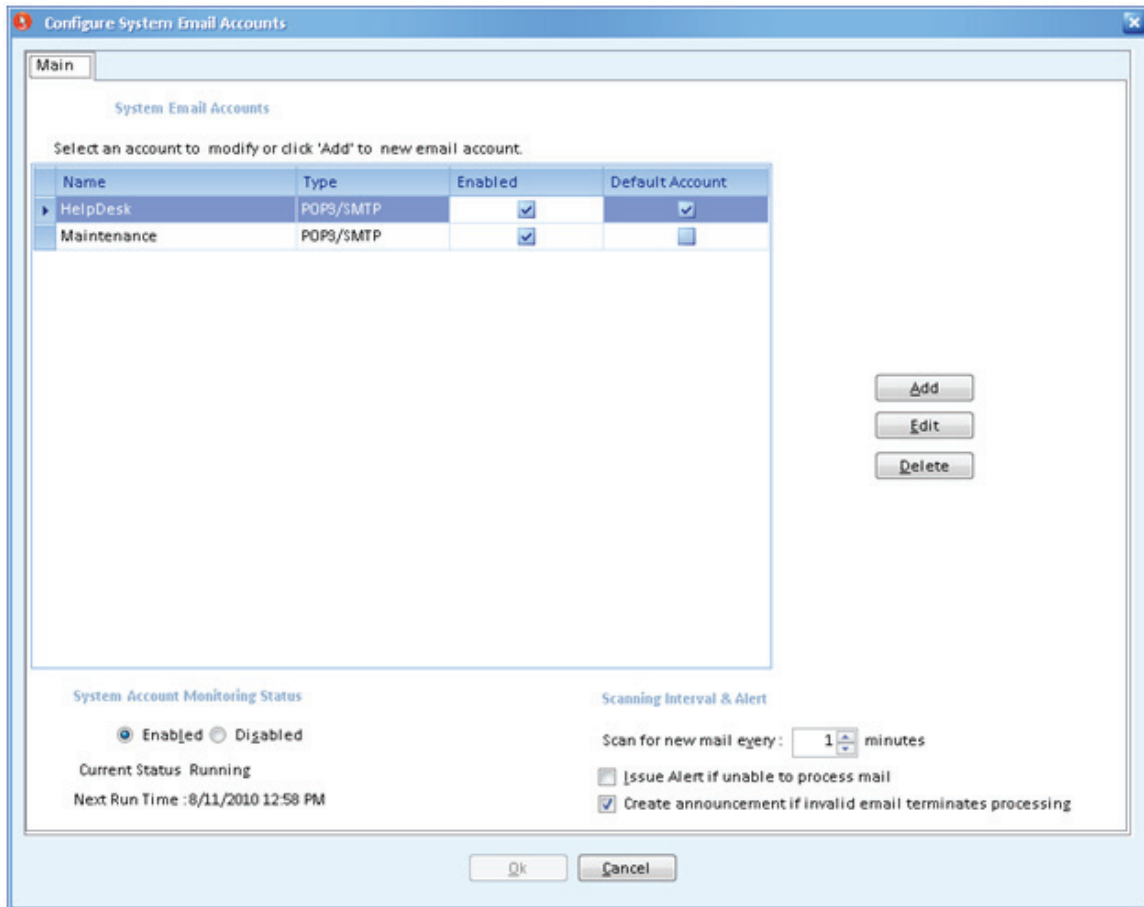 Configure System Email Accounts
Main
System Email Accounts
Select an account to modify or click 'Add' to new email account.
Name Type Enabled Default Account
HelpDesk POP3/SMTP
Maintenance POP3/SMTP
Add
Edit
Delete
System Account Monitoring Status
Enabled Disabled
Current Status Running
Next Run Time :8/11/2010 12:58 PM
Scanning Interval & Alert
Scan for new mail every : 1 minutes
Issue Alert if unable to process mail
Create announcement if invalid email terminates processing
Ok Cancel